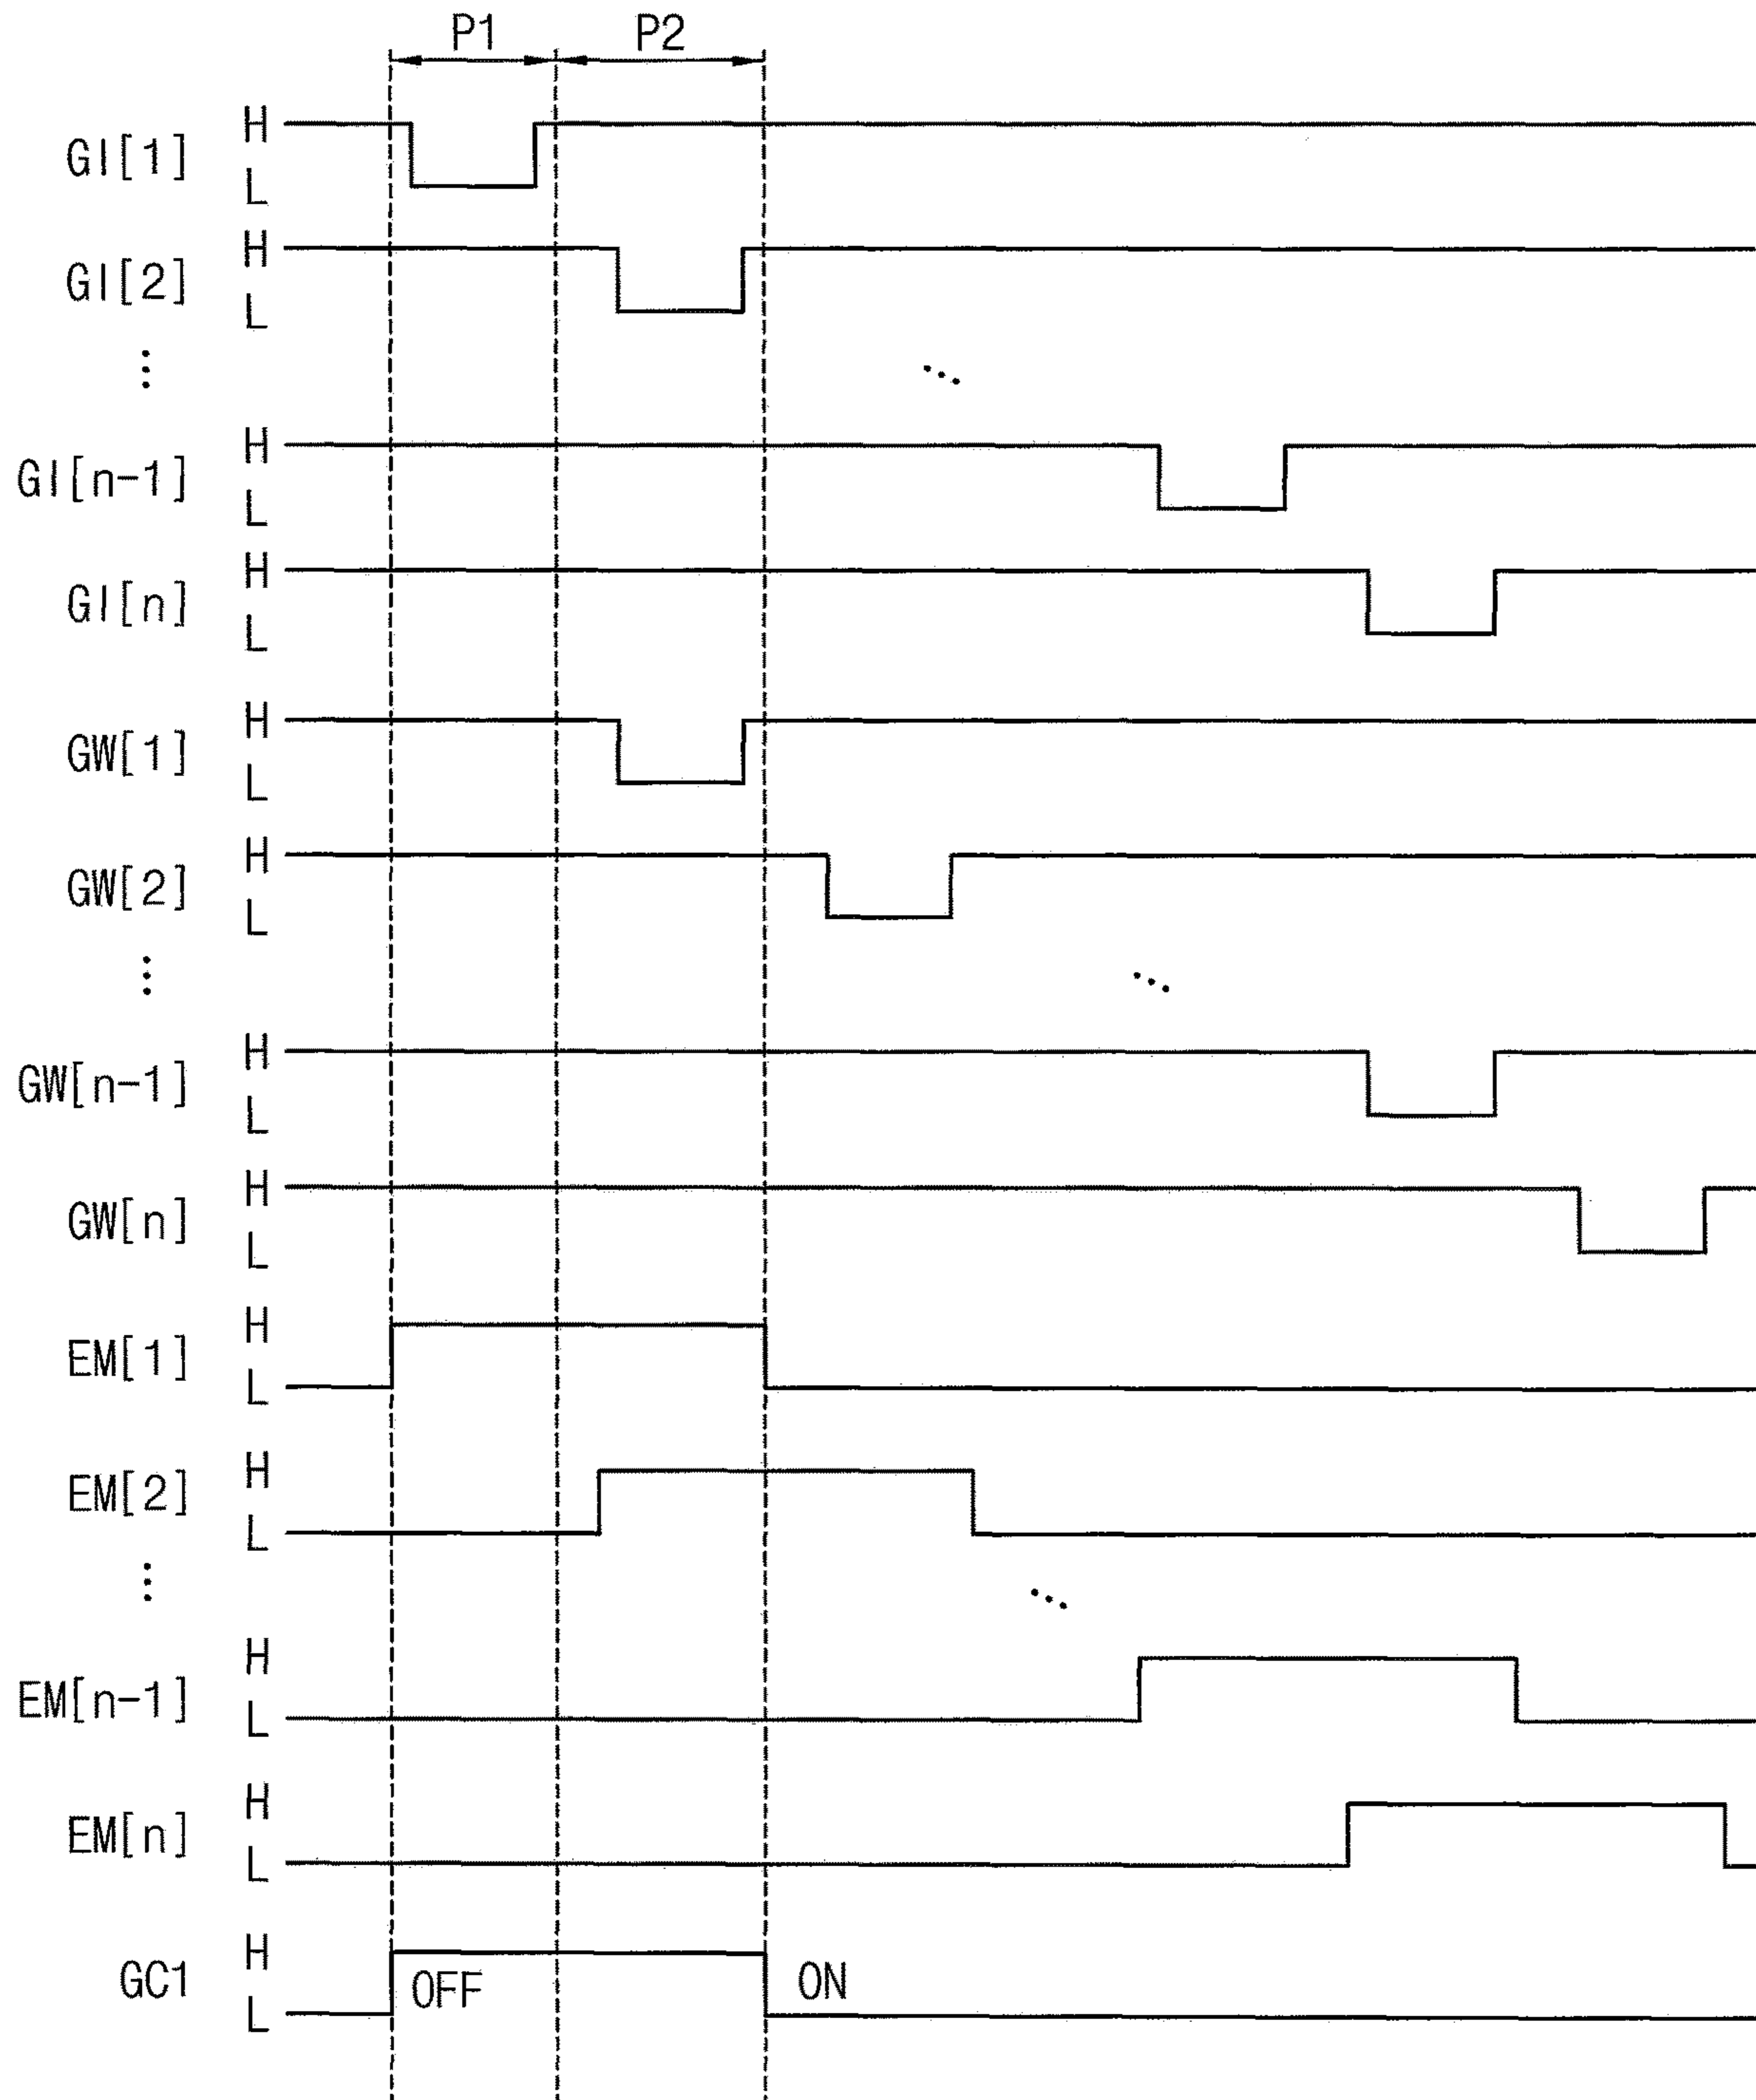 P1 P2
H
GI[1]
L
H
GI[2]
L
H
GI[n-1]
L
H
GI[n]
L
H
GW[1]
L
H
GW[2]
L
H
GW[n-1]
L
H
GW[n]
L
H
EM[1]
L
H
EM[2]
L
H
EM[n-1]
L
H
EM[n]
L
H
GC1 OFF ON
L